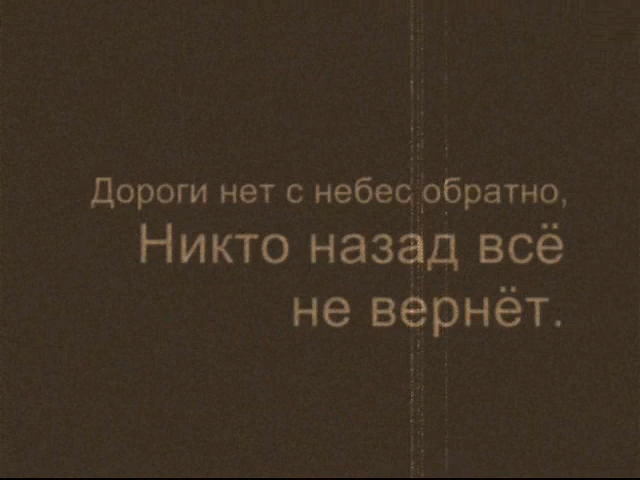 Дороги нет с небес обратно,
Никто назад всё
не вернёт.